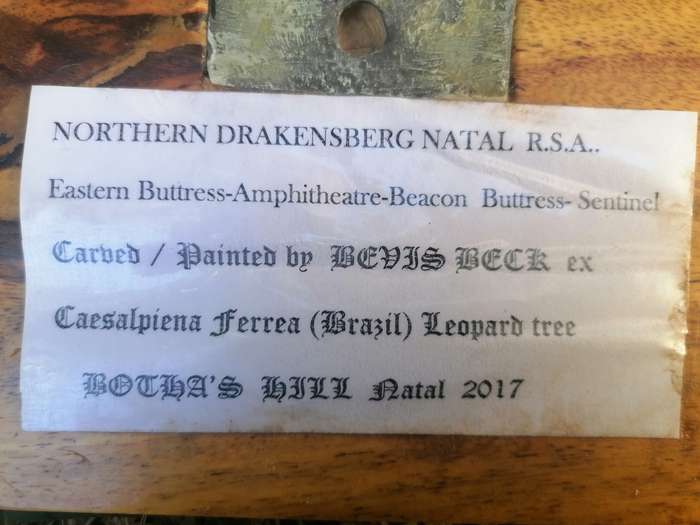 NORTHERN DRAKENSBERG NATAL R.S.A..
Eastern Buttress-Amphitheatre-Beacon Buttress- Sentinel
Carved / Painted by BEVIS BECK ex
Caesalpiena Ferrea (Brazil) Leopard tree
BOTHA'S HILL Natal 2017